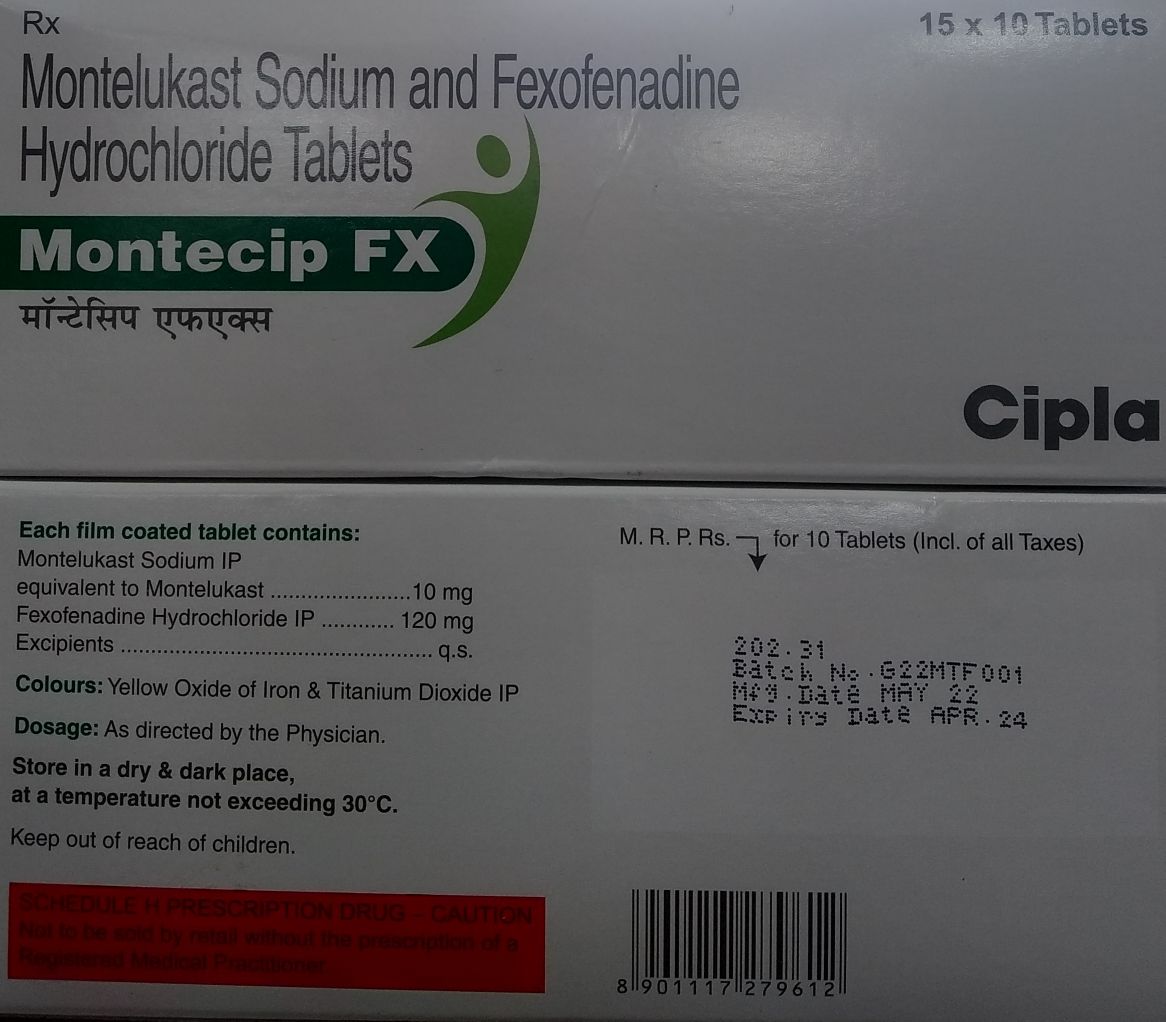 Rx
15 x 10 Tablets
Montelukast Sodium and Fexofenadine
Hydrochloride Tablets
Montecip FX
मॉन्टेसिप एफएक्स
Cipla
Each film coated tablet contains:
Montelukast Sodium IP
equivalent to Montelukast .......................10 mg
Fexofenadine Hydrochloride IP ............ 120 mg
Excipients .................................................... q.s.
Colours: Yellow Oxide of Iron & Titanium Dioxide IP
Dosage: As directed by the Physician.
Store in a dry & dark place,
at a temperature not exceeding 30°C.
Keep out of reach of children.
SCHEDULE H PRESCRIPTION DRUG - CAUTION
Not to be sold by retail without the prescription of a
Registered Medical Practitioner.
M. R. P. Rs. for 10 Tablets (Incl. of all Taxes)
202.31
Batch No.G22MTF001
Mfg.Date MAY 22
Expiry Date APR.24
8 901117 279612